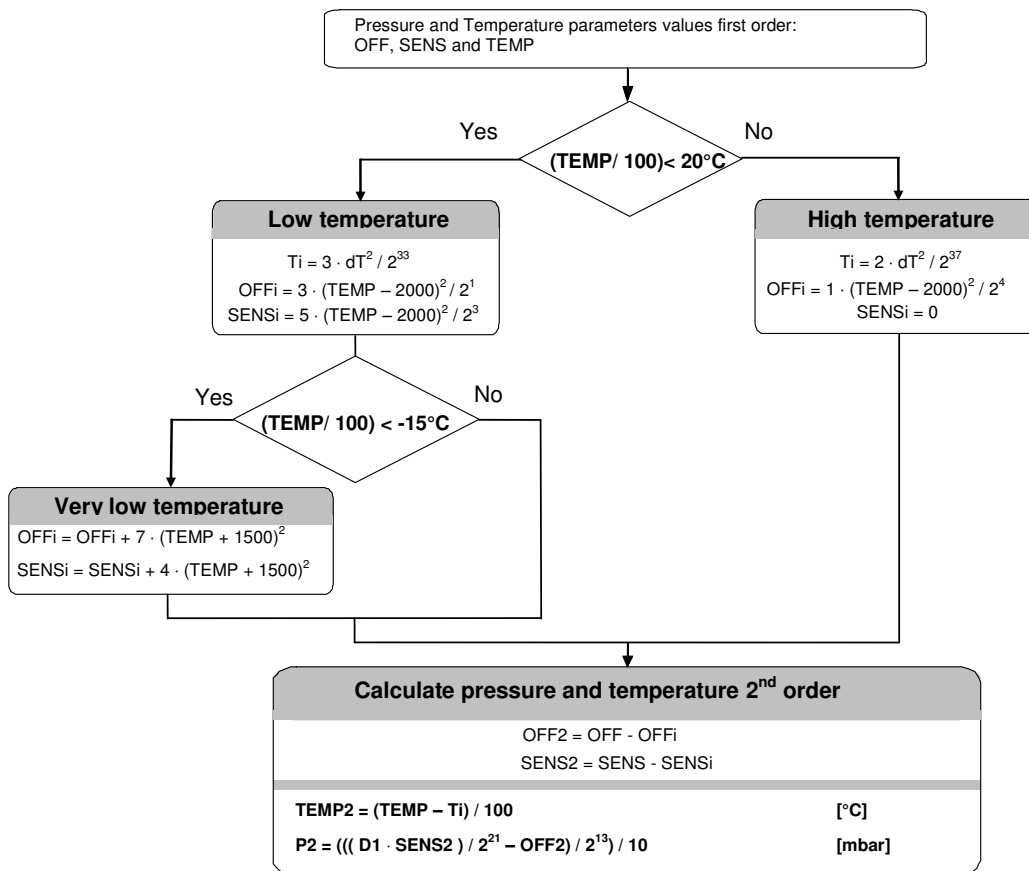 Pressure and Temperature parameters values first order:
OFF, SENS and TEMP
Yes
No
(TEMP/ 100)< 20°C
Low temperature
Ti = 3 · dT² / 2³³
OFFi = 3 · (TEMP – 2000)² / 2¹
SENSi = 5 · (TEMP – 2000)² / 2³
High temperature
Ti = 2 · dT² / 2³⁷
OFFi = 1 · (TEMP – 2000)² / 2⁴
SENSi = 0
Yes
No
(TEMP/ 100) < -15°C
Very low temperature
OFFi = OFFi + 7 · (TEMP + 1500)²
SENSi = SENSi + 4 · (TEMP + 1500)²
Calculate pressure and temperature 2ⁿᵈ order
OFF2 = OFF - OFFi
SENS2 = SENS - SENSi
TEMP2 = (TEMP – Ti) / 100 [°C]
P2 = ((( D1 · SENS2 ) / 2²¹ – OFF2) / 2¹³) / 10 [mbar]